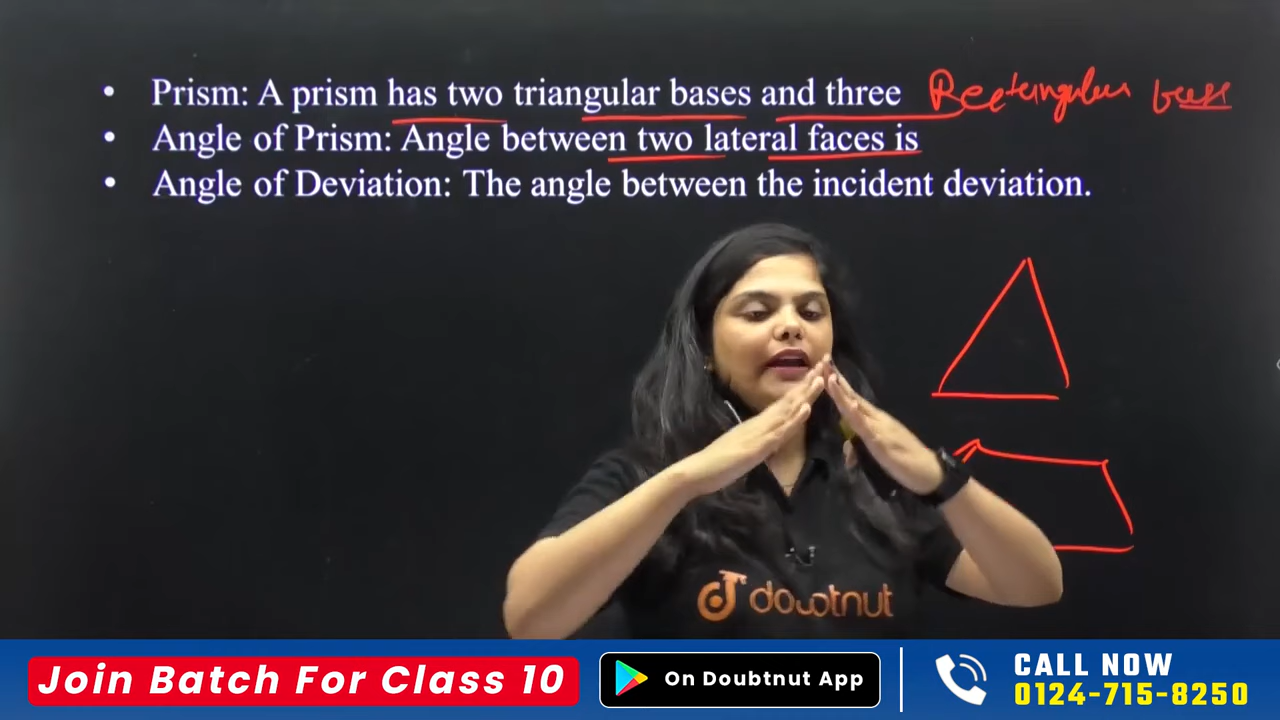 • Prism: A prism has two triangular bases and three Rectangular base
• Angle of Prism: Angle between two lateral faces is
• Angle of Deviation: The angle between the incident deviation.
doubtnut
Join Batch For Class 10
On Doubtnut App
CALL NOW
0124-715-8250